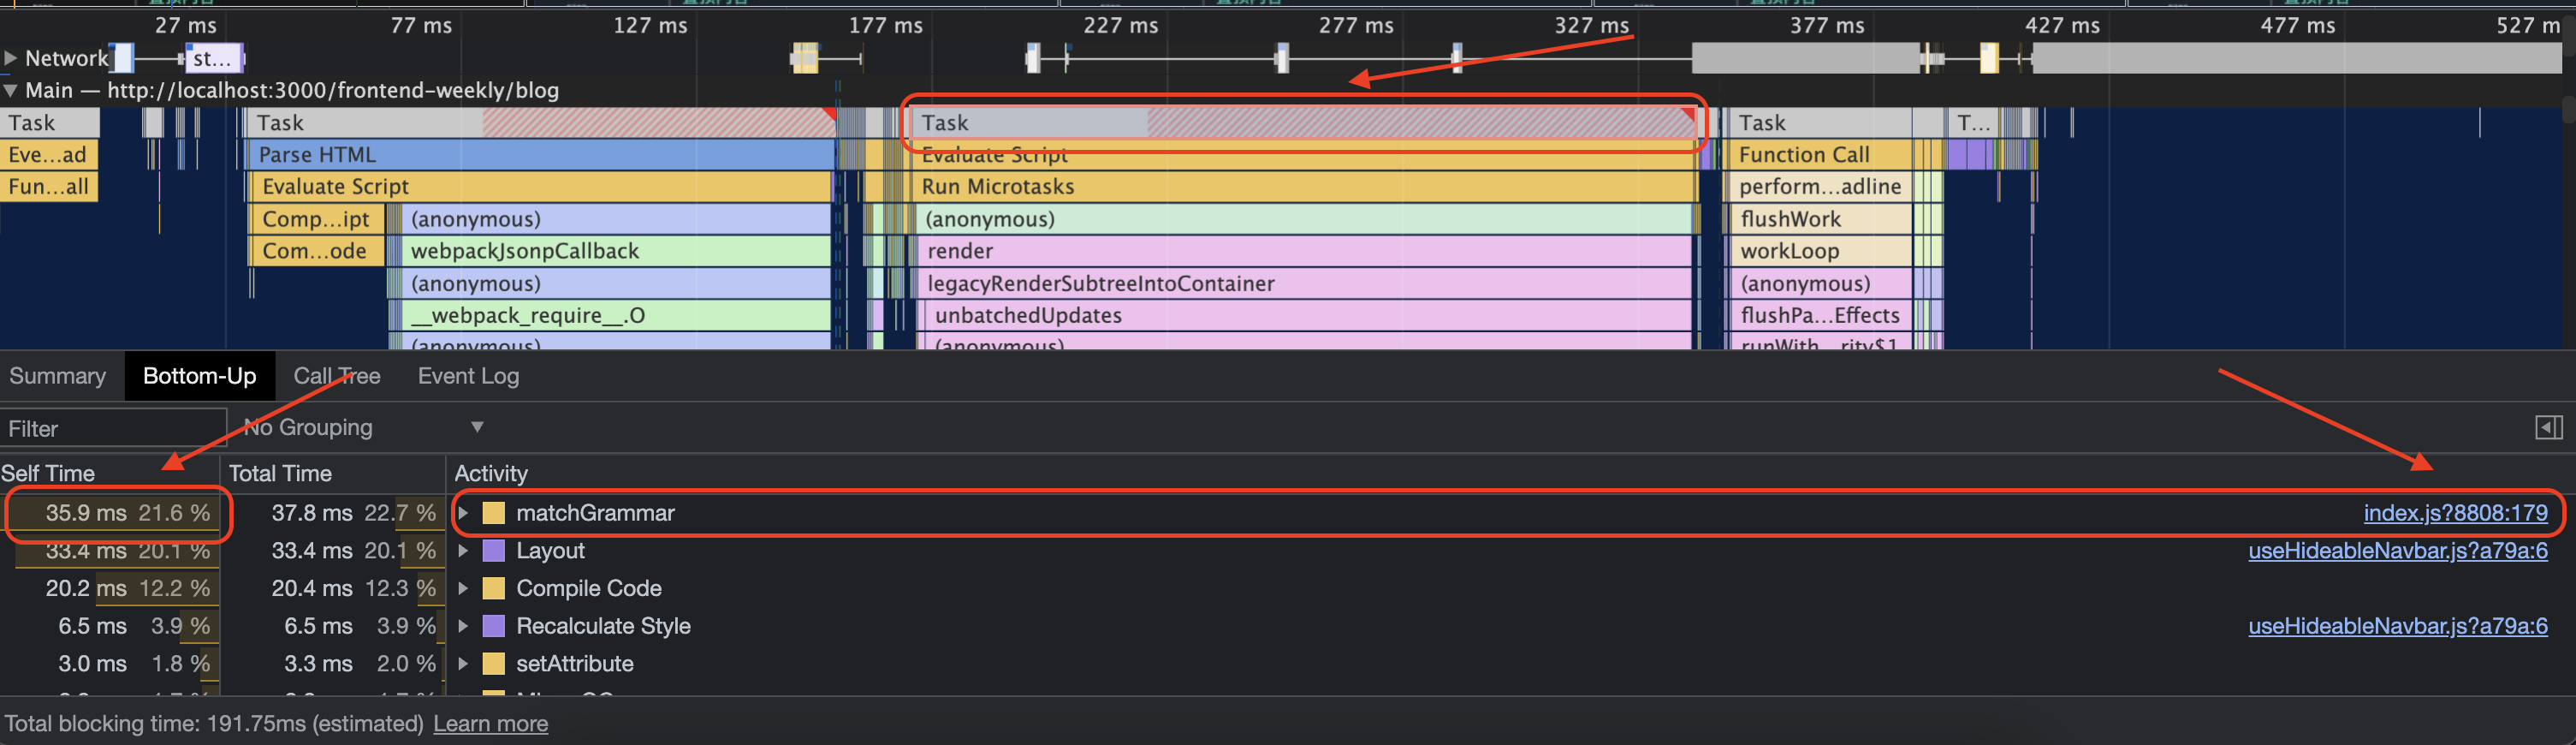 27 ms 77 ms 127 ms 177 ms 227 ms 277 ms 327 ms 377 ms 427 ms 477 ms 527 m
Network st...
Main — http://localhost:3000/frontend-weekly/blog
Task Task Task Task T...
Eve...ad Parse HTML Evaluate Script Function Call
Fun...all Evaluate Script Run Microtasks perform...adline
Comp...ipt (anonymous) (anonymous) flushWork
Com...ode webpackJsonpCallback render workLoop
(anonymous) legacyRenderSubtreeIntoContainer (anonymous)
__webpack_require__.O unbatchedUpdates flushPa...Effects
(anonymous) (anonymous) runWith...rity$1
Summary Bottom-Up Call Tree Event Log
Filter No Grouping
Self Time Total Time Activity
35.9 ms 21.6 % 37.8 ms 22.7 % matchGrammar index.js?8808:179
33.4 ms 20.1 % 33.4 ms 20.1 % Layout useHideableNavbar.js?a79a:6
20.2 ms 12.2 % 20.4 ms 12.3 % Compile Code
6.5 ms 3.9 % 6.5 ms 3.9 % Recalculate Style useHideableNavbar.js?a79a:6
3.0 ms 1.8 % 3.3 ms 2.0 % setAttribute
Total blocking time: 191.75ms (estimated) Learn more